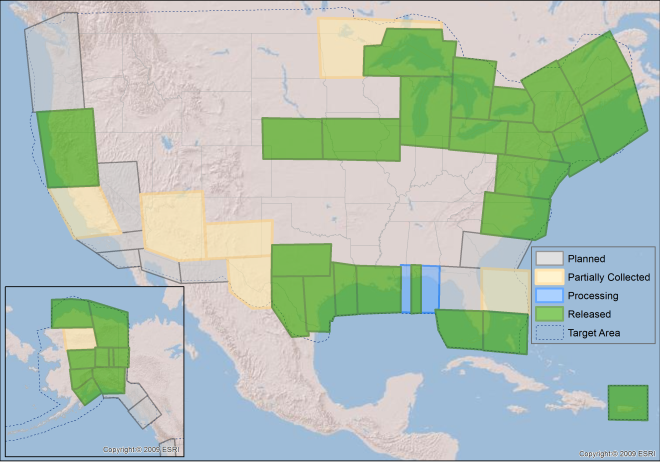 Planned
Partially Collected
Processing
Released
Target Area
Copyright:© 2009 ESRI
Copyright:© 2009 ESRI